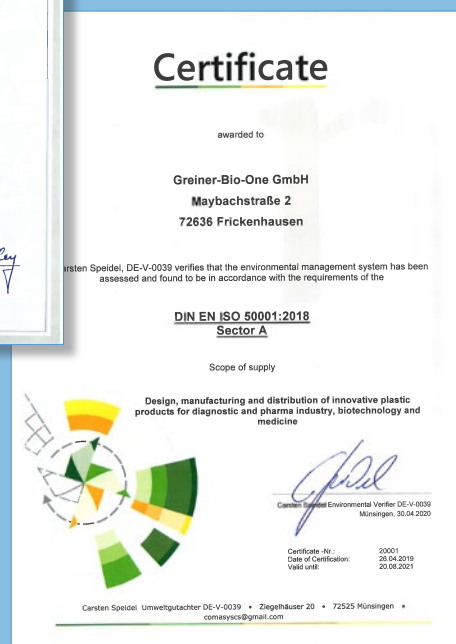 Certificate
awarded to
Greiner-Bio-One GmbH
Maybachstraße 2
72636 Frickenhausen
arsten Speidel, DE-V-0039 verifies that the environmental management system has been
assessed and found to be in accordance with the requirements of the
DIN EN ISO 50001:2018
Sector A
Scope of supply
Design, manufacturing and distribution of innovative plastic
products for diagnostic and pharma industry, biotechnology and
medicine
Carsten Speidel Environmental Verifier DE-V-0039
Münsingen, 30.04.2020
Certificate -Nr.: 20001
Date of Certification: 26.04.2019
Valid until: 20.08.2021
Carsten Speidel Umweltgutachter DE-V-0039 • Ziegelhäuser 20 • 72525 Münsingen •
comasyscs@gmail.com